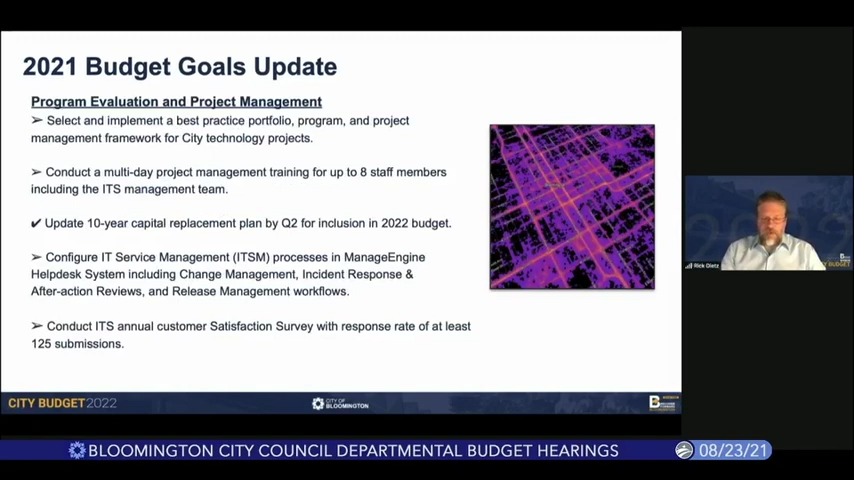 2021 Budget Goals Update
Program Evaluation and Project Management
➢ Select and implement a best practice portfolio, program, and project
management framework for City technology projects.
➢ Conduct a multi-day project management training for up to 8 staff members
including the ITS management team.
✔ Update 10-year capital replacement plan by Q2 for inclusion in 2022 budget.
➢ Configure IT Service Management (ITSM) processes in ManageEngine
Helpdesk System including Change Management, Incident Response &
After-action Reviews, and Release Management workflows.
➢ Conduct ITS annual customer Satisfaction Survey with response rate of at least
125 submissions.
Rick Dietz
CITY BUDGET2022
CITY OF
BLOOMINGTON
BLOOMINGTON CITY COUNCIL DEPARTMENTAL BUDGET HEARINGS
08/23/21